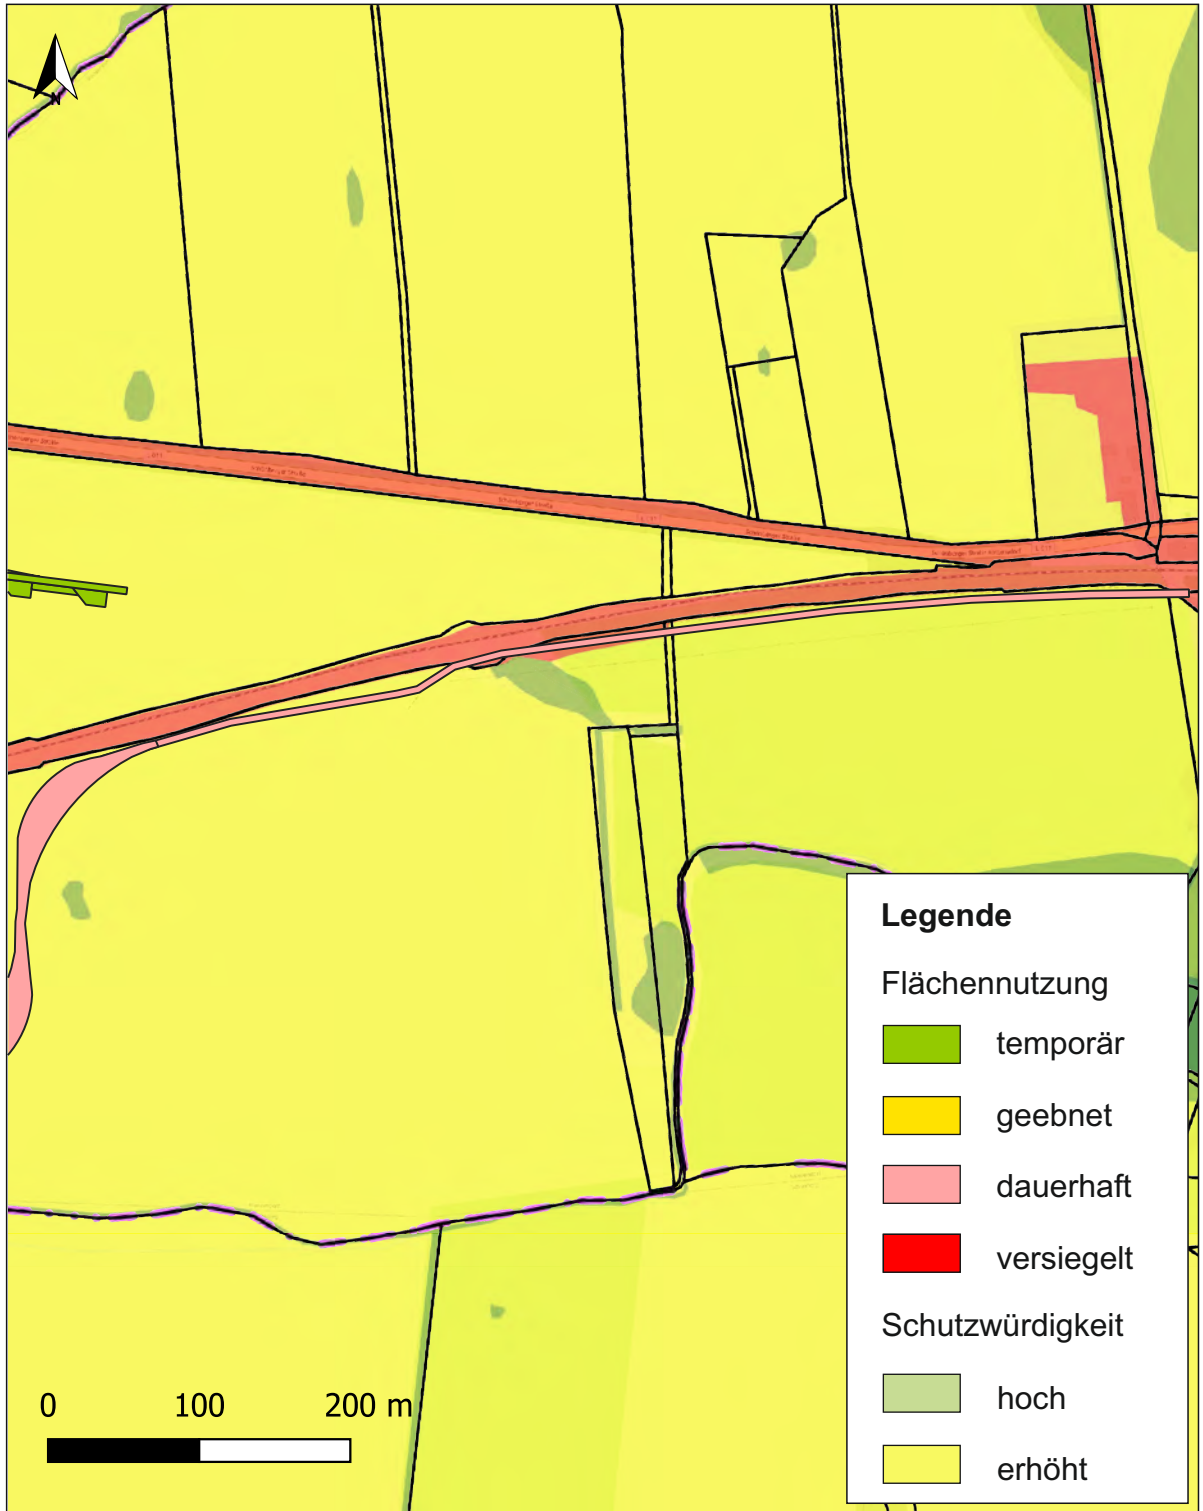 N
Legende
Flächennutzung
temporär
geebnet
dauerhaft
versiegelt
Schutzwürdigkeit
hoch
erhöht
0 100 200 m